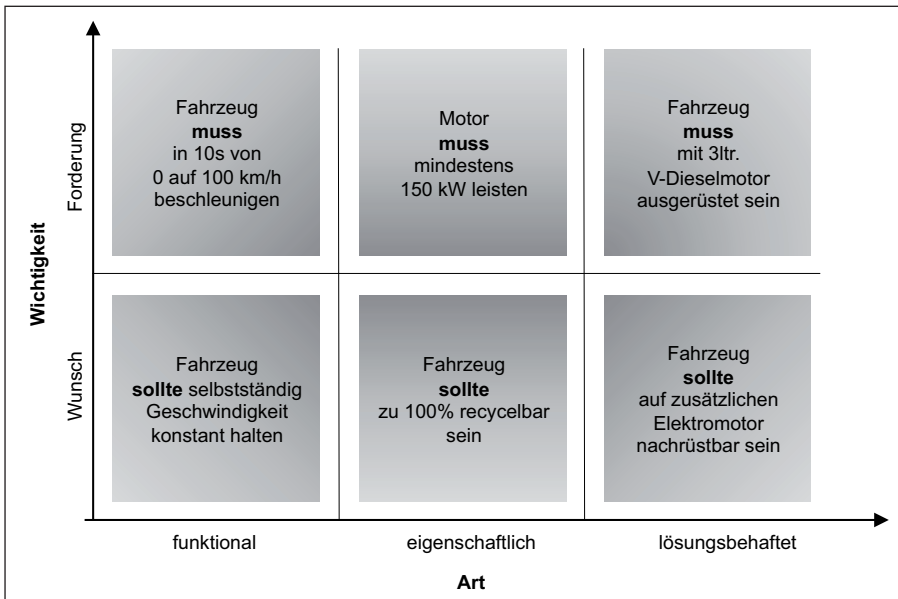 Wichtigkeit
Forderung
Fahrzeug
muss
in 10s von
0 auf 100 km/h
beschleunigen
Motor
muss
mindestens
150 kW leisten
Fahrzeug
muss
mit 3ltr.
V-Dieselmotor
ausgerüstet sein
Wunsch
Fahrzeug
sollte selbstständig
Geschwindigkeit
konstant halten
Fahrzeug
sollte
zu 100% recycelbar
sein
Fahrzeug
sollte
auf zusätzlichen
Elektromotor
nachrüstbar sein
funktional
eigenschaftlich
lösungsbehaftet
Art